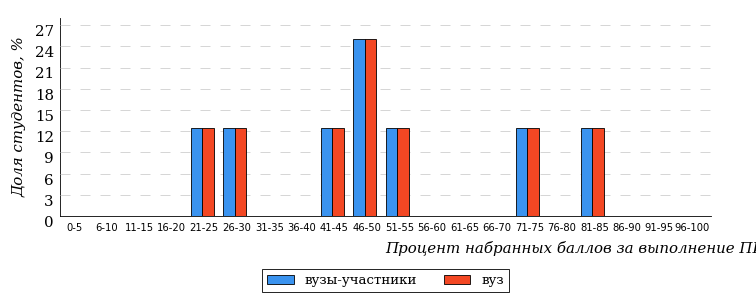 Доля студентов, %
27
24
21
18
15
12
9
6
3
0
0-5 6-10 11-15 16-20 21-25 26-30 31-35 36-40 41-45 46-50 51-55 56-60 61-65 66-70 71-75 76-80 81-85 86-90 91-95 96-100
Процент набранных баллов за выполнение
вузы-участники вуз